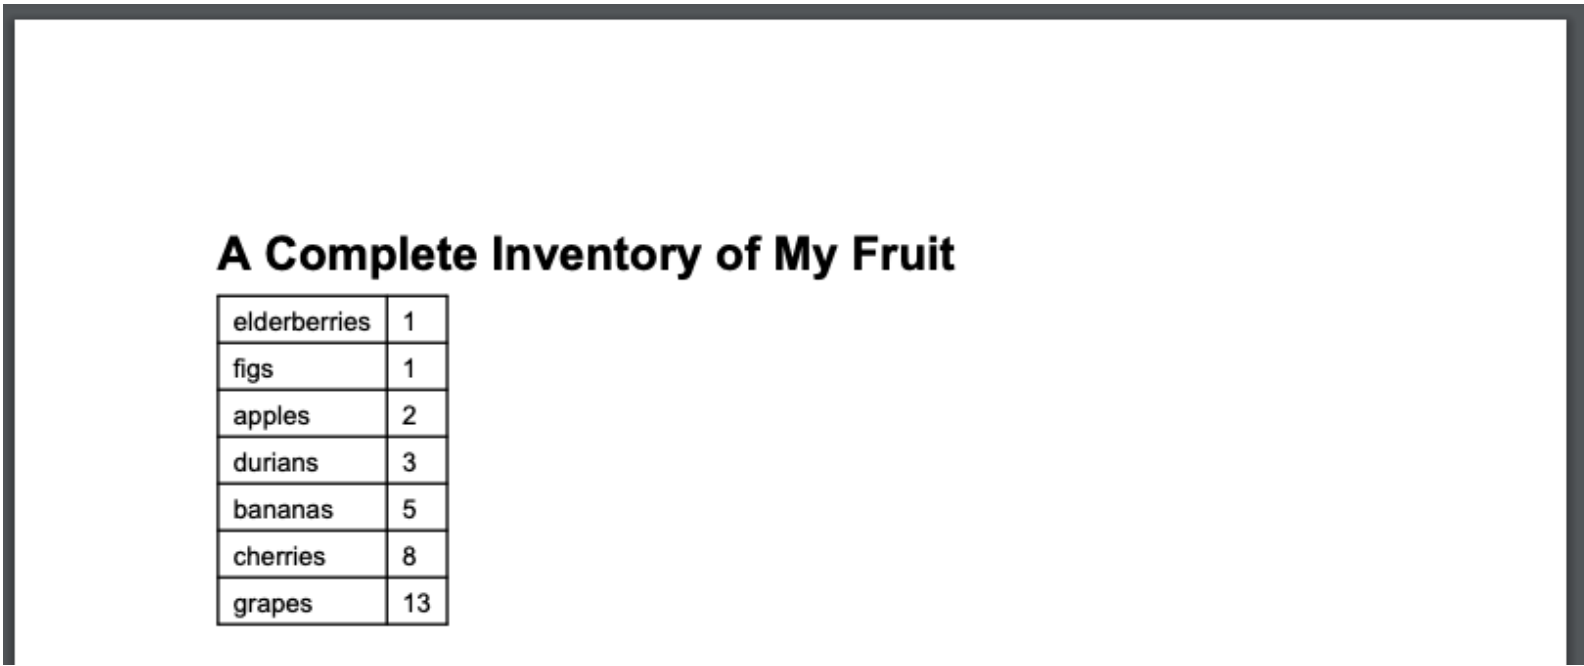 A Complete Inventory of My Fruit
elderberries 1
figs 1
apples 2
durians 3
bananas 5
cherries 8
grapes 13